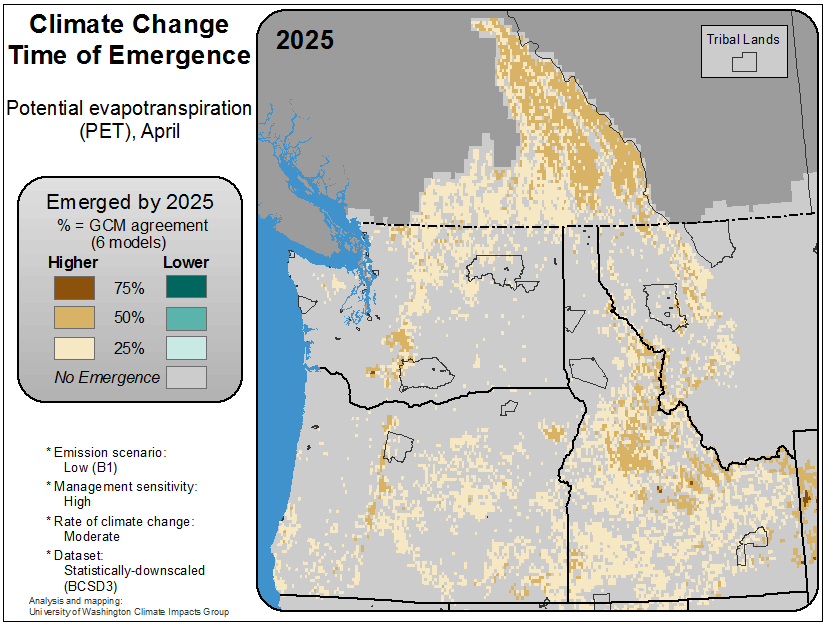 Climate Change
Time of Emergence
Potential evapotranspiration
(PET), April
Emerged by 2025
% = GCM agreement
(6 models)
Higher Lower
75%
50%
25%
No Emergence
* Emission scenario:
Low (B1)
* Management sensitivity:
High
* Rate of climate change:
Moderate
* Dataset:
Statistically-downscaled
(BCSD3)
Analysis and mapping:
University of Washington Climate Impacts Group
2025
Tribal Lands